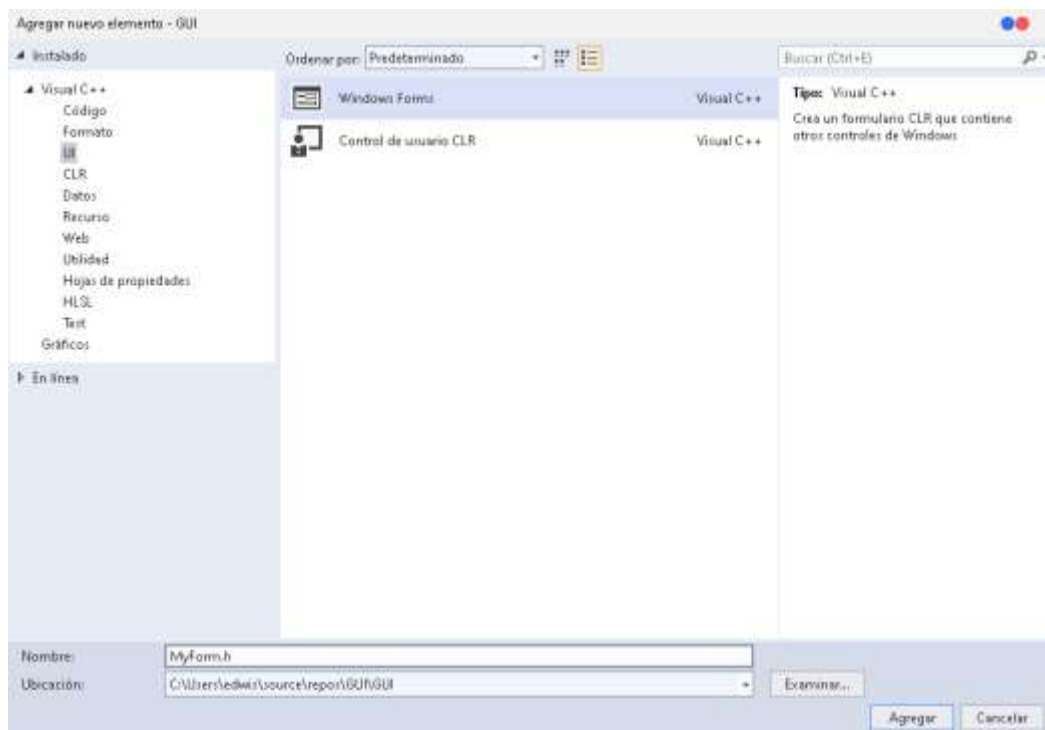 Agregar nuevo elemento - GUI
Instalado
Visual C++
Código
Formato
UI
CLR
Datos
Recurso
Web
Utilidad
Hojas de propiedades
HLSL
Test
Gráficos
En línea
Ordenar por: Predeterminado
Windows Forms Visual C++
Control de usuario CLR Visual C++
Buscar (Ctrl+E)
Tipo: Visual C++
Crea un formulario CLR que contiene
otros controles de Windows
Nombre: MyForm.h
Ubicación: C:\Users\edwis\source\repos\GUI\GUI
Examinar...
Agregar Cancelar